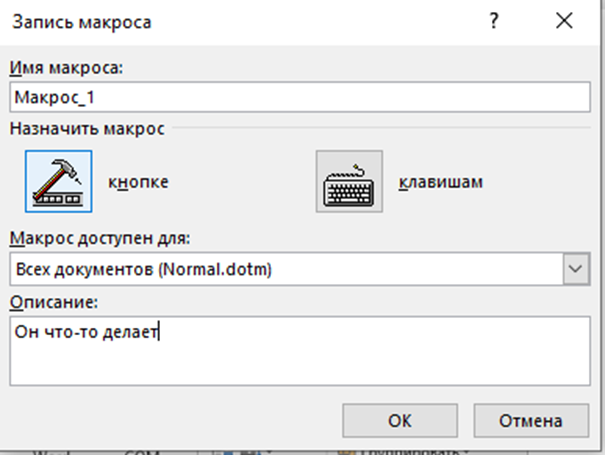 Запись макроса ?
Имя макроса:
Макрос_1
Назначить макрос
кнопке клавишам
Макрос доступен для:
Всех документов (Normal.dotm)
Описание:
Он что-то делает
ОК Отмена